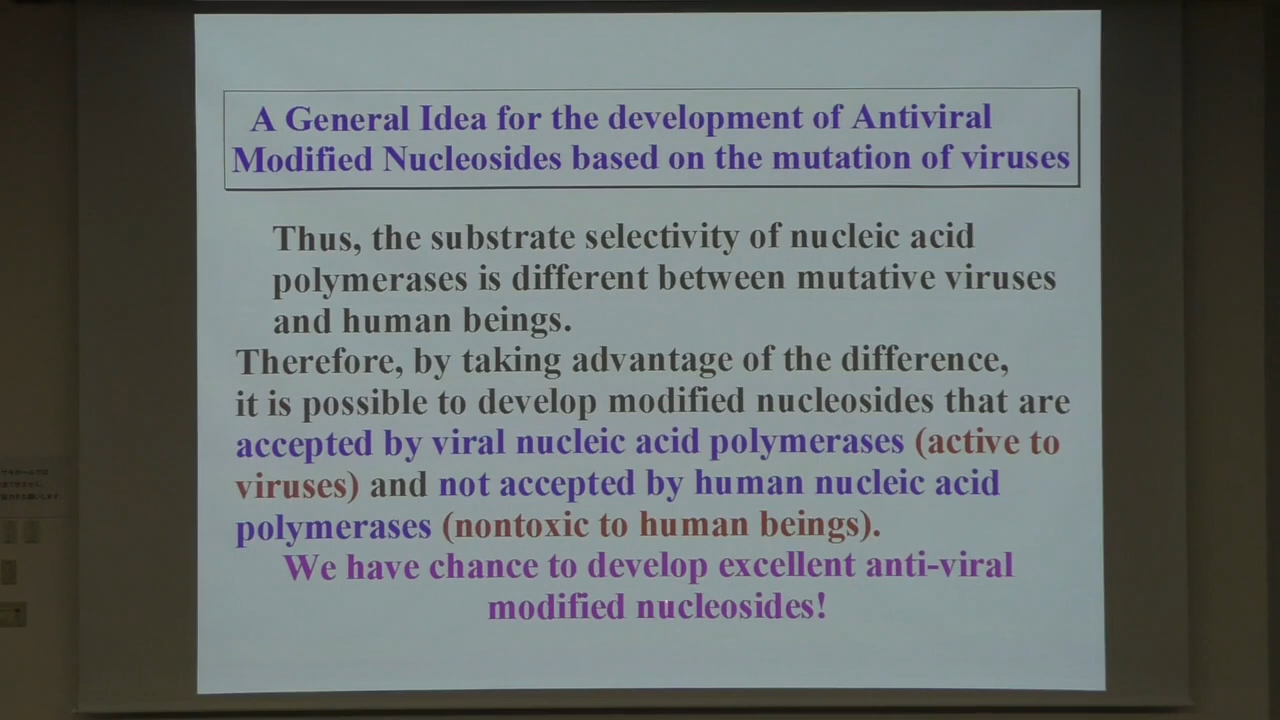 A General Idea for the development of Antiviral
Modified Nucleosides based on the mutation of viruses
Thus, the substrate selectivity of nucleic acid
polymerases is different between mutative viruses
and human beings.
Therefore, by taking advantage of the difference,
it is possible to develop modified nucleosides that are
accepted by viral nucleic acid polymerases (active to
viruses) and not accepted by human nucleic acid
polymerases (nontoxic to human beings).
We have chance to develop excellent anti-viral
modified nucleosides!